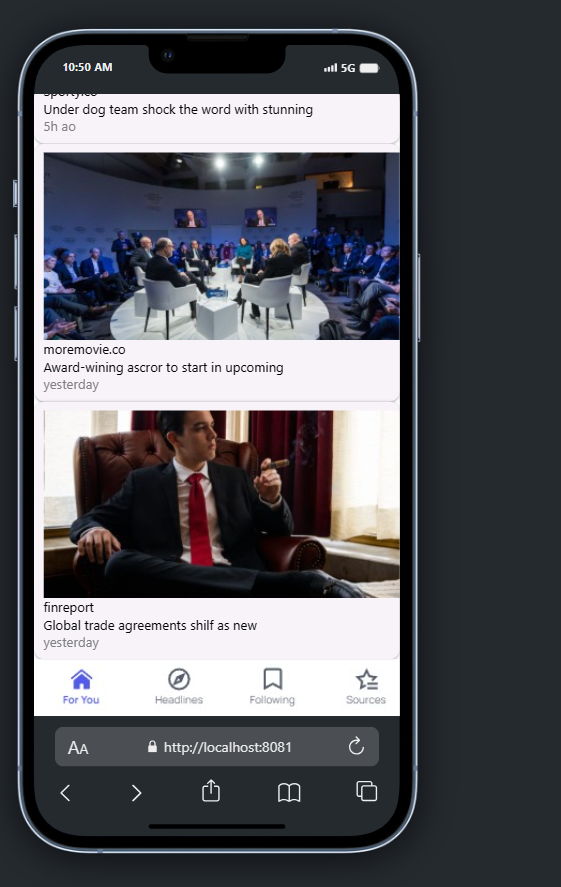 10:50 AM
5G
sportyl.co
Under dog team shock the word with stunning
5h ao
moremovie.co
Award-wining ascror to start in upcoming
yesterday
finreport
Global trade agreements shilf as new
yesterday
For You
Headlines
Following
Sources
AA
http://localhost:8081